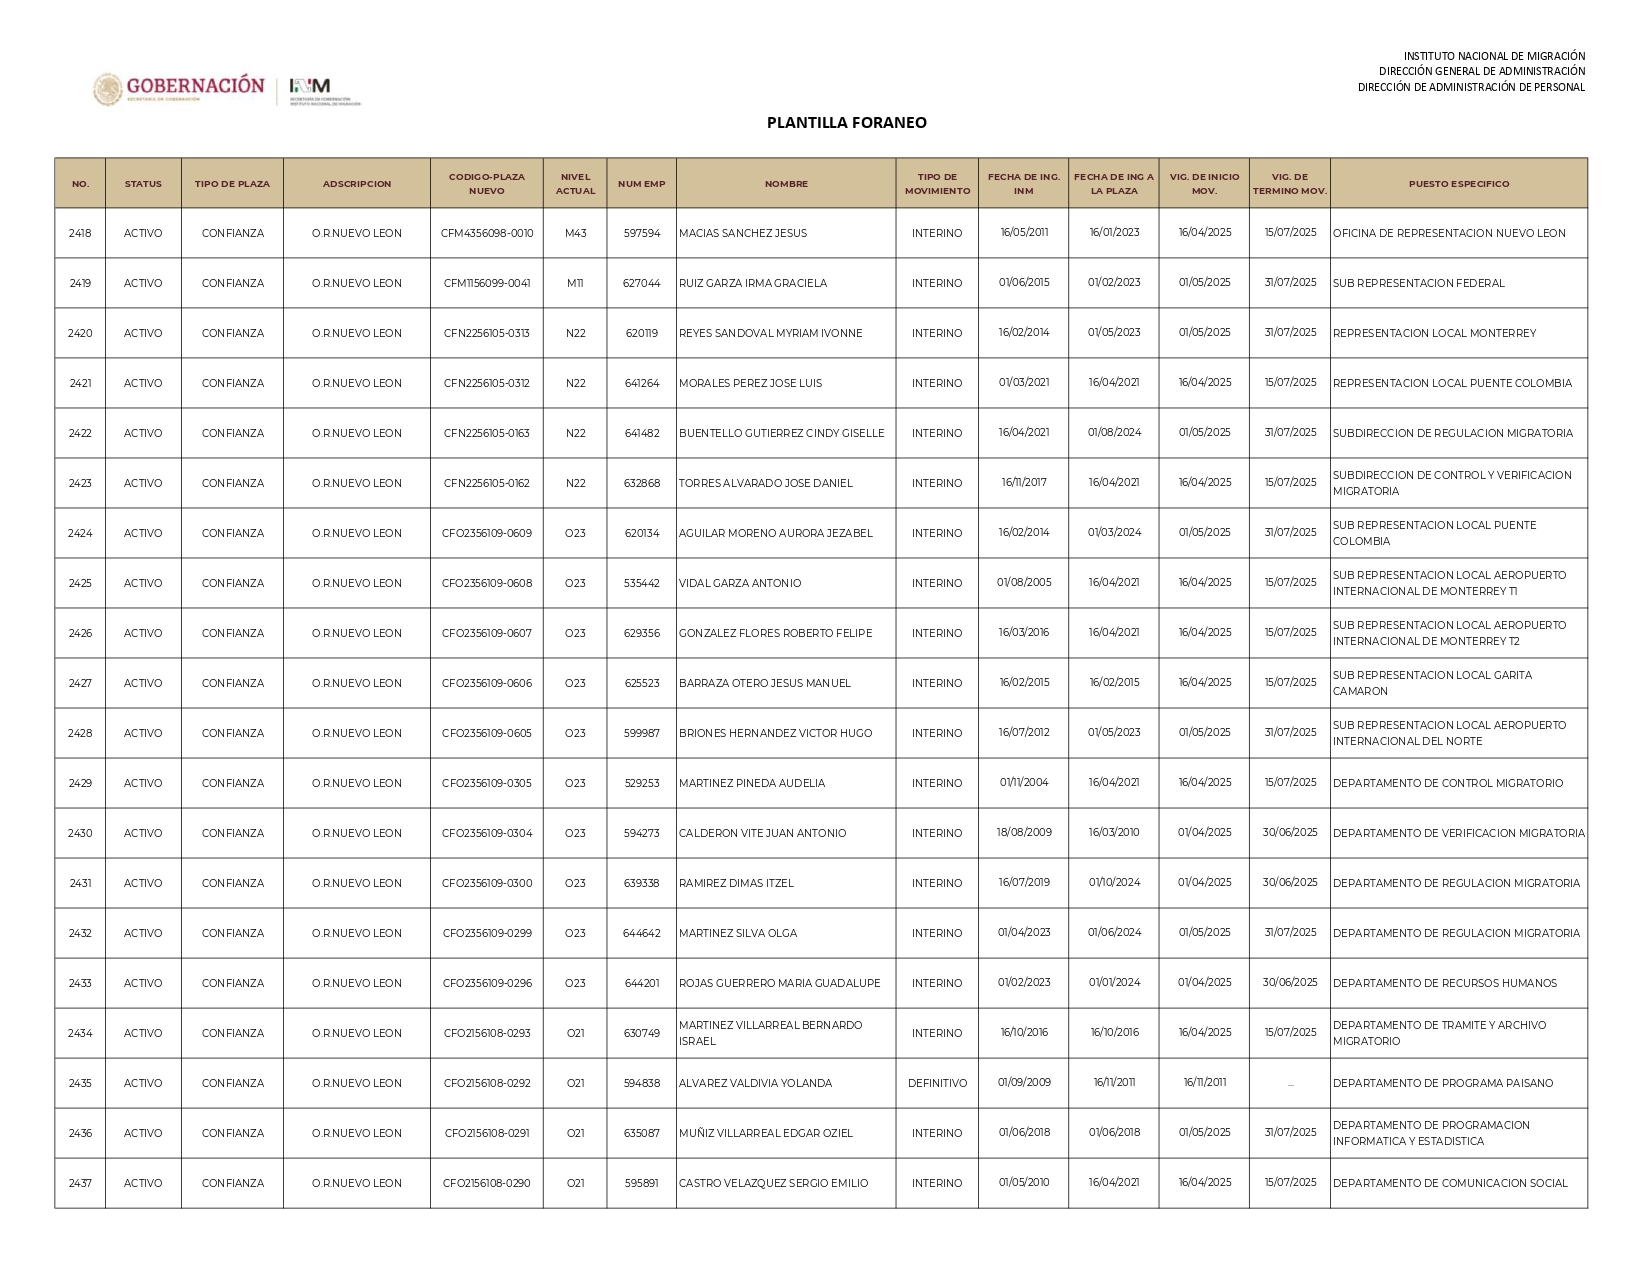 INSTITUTO NACIONAL DE MIGRACIÓN
DIRECCIÓN GENERAL DE ADMINISTRACIÓN
DIRECCIÓN DE ADMINISTRACIÓN DE PERSONAL
GOBERNACIÓN
SECRETARÍA DE GOBERNACIÓN
INM
SECRETARÍA DE GOBERNACIÓN
INSTITUTO NACIONAL DE MIGRACIÓN
PLANTILLA FORANEO
NO. STATUS TIPO DE PLAZA ADSCRIPCION CODIGO-PLAZA NUEVO NIVEL ACTUAL NUM EMP NOMBRE TIPO DE MOVIMIENTO FECHA DE ING. INM FECHA DE ING A LA PLAZA VIG. DE INICIO MOV. VIG. DE TERMINO MOV. PUESTO ESPECIFICO
2418 ACTIVO CONFIANZA O.R.NUEVO LEON CFM4356098-0010 M43 597594 MACIAS SANCHEZ JESUS INTERINO 16/05/2011 16/01/2023 16/04/2025 15/07/2025 OFICINA DE REPRESENTACION NUEVO LEON
2419 ACTIVO CONFIANZA O.R.NUEVO LEON CFM1156099-0041 M11 627044 RUIZ GARZA IRMA GRACIELA INTERINO 01/06/2015 01/02/2023 01/05/2025 31/07/2025 SUB REPRESENTACION FEDERAL
2420 ACTIVO CONFIANZA O.R.NUEVO LEON CFN2256105-0313 N22 620119 REYES SANDOVAL MYRIAM IVONNE INTERINO 16/02/2014 01/05/2023 01/05/2025 31/07/2025 REPRESENTACION LOCAL MONTERREY
2421 ACTIVO CONFIANZA O.R.NUEVO LEON CFN2256105-0312 N22 641264 MORALES PEREZ JOSE LUIS INTERINO 01/03/2021 16/04/2021 16/04/2025 15/07/2025 REPRESENTACION LOCAL PUENTE COLOMBIA
2422 ACTIVO CONFIANZA O.R.NUEVO LEON CFN2256105-0163 N22 641482 BUENTELLO GUTIERREZ CINDY GISELLE INTERINO 16/04/2021 01/08/2024 01/05/2025 31/07/2025 SUBDIRECCION DE REGULACION MIGRATORIA
2423 ACTIVO CONFIANZA O.R.NUEVO LEON CFN2256105-0162 N22 632868 TORRES ALVARADO JOSE DANIEL INTERINO 16/11/2017 16/04/2021 16/04/2025 15/07/2025 SUBDIRECCION DE CONTROL Y VERIFICACION MIGRATORIA
2424 ACTIVO CONFIANZA O.R.NUEVO LEON CFO2356109-0609 O23 620134 AGUILAR MORENO AURORA JEZABEL INTERINO 16/02/2014 01/03/2024 01/05/2025 31/07/2025 SUB REPRESENTACION LOCAL PUENTE COLOMBIA
2425 ACTIVO CONFIANZA O.R.NUEVO LEON CFO2356109-0608 O23 535442 VIDAL GARZA ANTONIO INTERINO 01/08/2005 16/04/2021 16/04/2025 15/07/2025 SUB REPRESENTACION LOCAL AEROPUERTO INTERNACIONAL DE MONTERREY T1
2426 ACTIVO CONFIANZA O.R.NUEVO LEON CFO2356109-0607 O23 629356 GONZALEZ FLORES ROBERTO FELIPE INTERINO 16/03/2016 16/04/2021 16/04/2025 15/07/2025 SUB REPRESENTACION LOCAL AEROPUERTO INTERNACIONAL DE MONTERREY T2
2427 ACTIVO CONFIANZA O.R.NUEVO LEON CFO2356109-0606 O23 625523 BARRAZA OTERO JESUS MANUEL INTERINO 16/02/2015 16/02/2015 16/04/2025 15/07/2025 SUB REPRESENTACION LOCAL GARITA CAMARON
2428 ACTIVO CONFIANZA O.R.NUEVO LEON CFO2356109-0605 O23 599987 BRIONES HERNANDEZ VICTOR HUGO INTERINO 16/07/2012 01/05/2023 01/05/2025 31/07/2025 SUB REPRESENTACION LOCAL AEROPUERTO INTERNACIONAL DEL NORTE
2429 ACTIVO CONFIANZA O.R.NUEVO LEON CFO2356109-0305 O23 529253 MARTINEZ PINEDA AUDELIA INTERINO 01/11/2004 16/04/2021 16/04/2025 15/07/2025 DEPARTAMENTO DE CONTROL MIGRATORIO
2430 ACTIVO CONFIANZA O.R.NUEVO LEON CFO2356109-0304 O23 594273 CALDERON VITE JUAN ANTONIO INTERINO 18/08/2009 16/03/2010 01/04/2025 30/06/2025 DEPARTAMENTO DE VERIFICACION MIGRATORIA
2431 ACTIVO CONFIANZA O.R.NUEVO LEON CFO2356109-0300 O23 639338 RAMIREZ DIMAS ITZEL INTERINO 16/07/2019 01/10/2024 01/04/2025 30/06/2025 DEPARTAMENTO DE REGULACION MIGRATORIA
2432 ACTIVO CONFIANZA O.R.NUEVO LEON CFO2356109-0299 O23 644642 MARTINEZ SILVA OLGA INTERINO 01/04/2023 01/06/2024 01/05/2025 31/07/2025 DEPARTAMENTO DE REGULACION MIGRATORIA
2433 ACTIVO CONFIANZA O.R.NUEVO LEON CFO2356109-0296 O23 644201 ROJAS GUERRERO MARIA GUADALUPE INTERINO 01/02/2023 01/01/2024 01/04/2025 30/06/2025 DEPARTAMENTO DE RECURSOS HUMANOS
2434 ACTIVO CONFIANZA O.R.NUEVO LEON CFO2156108-0293 O21 630749 MARTINEZ VILLARREAL BERNARDO ISRAEL INTERINO 16/10/2016 16/10/2016 16/04/2025 15/07/2025 DEPARTAMENTO DE TRAMITE Y ARCHIVO MIGRATORIO
2435 ACTIVO CONFIANZA O.R.NUEVO LEON CFO2156108-0292 O21 594838 ALVAREZ VALDIVIA YOLANDA DEFINITIVO 01/09/2009 16/11/2011 16/11/2011 ... DEPARTAMENTO DE PROGRAMA PAISANO
2436 ACTIVO CONFIANZA O.R.NUEVO LEON CFO2156108-0291 O21 635087 MUÑIZ VILLARREAL EDGAR OZIEL INTERINO 01/06/2018 01/06/2018 01/05/2025 31/07/2025 DEPARTAMENTO DE PROGRAMACION INFORMATICA Y ESTADISTICA
2437 ACTIVO CONFIANZA O.R.NUEVO LEON CFO2156108-0290 O21 595891 CASTRO VELAZQUEZ SERGIO EMILIO INTERINO 01/05/2010 16/04/2021 16/04/2025 15/07/2025 DEPARTAMENTO DE COMUNICACION SOCIAL